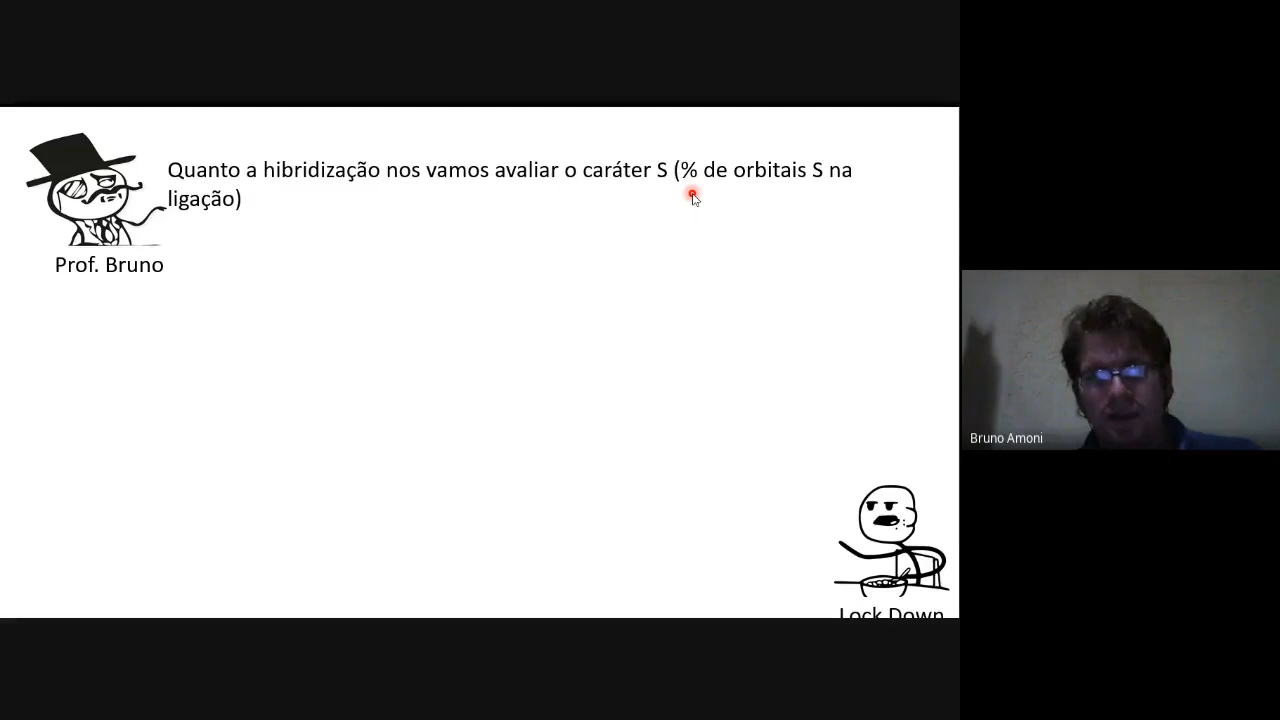 Quanto a hibridização nos vamos avaliar o caráter S (% de orbitais S na
ligação)
Prof. Bruno
Bruno Amoni
Lock Down